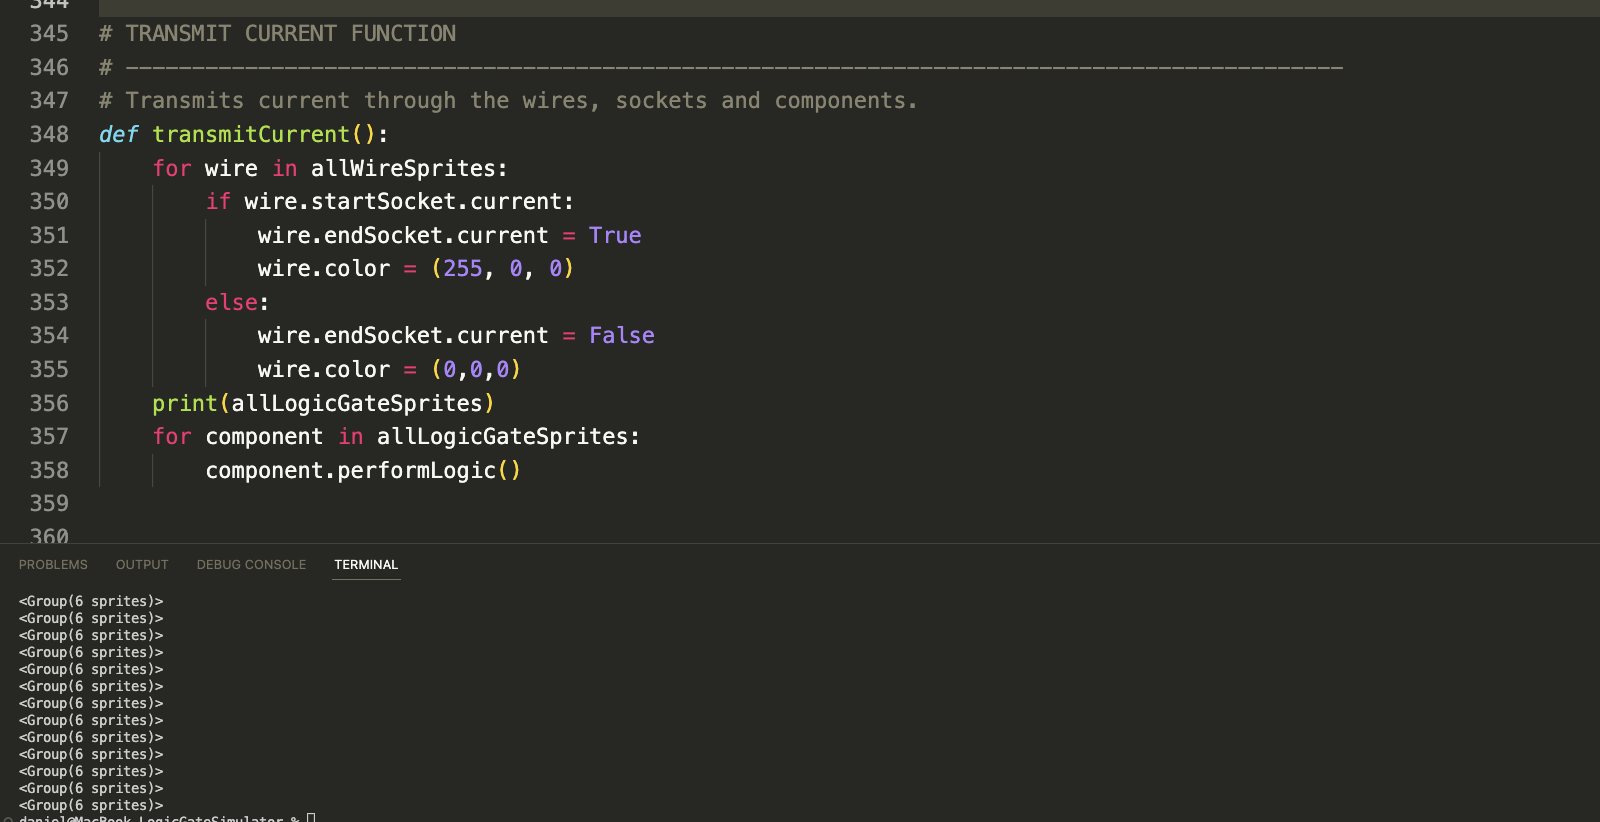 344
345 # TRANSMIT CURRENT FUNCTION
346 # --------------------------------------------------------------------------------------------
347 # Transmits current through the wires, sockets and components.
348 def transmitCurrent():
349     for wire in allWireSprites:
350         if wire.startSocket.current:
351             wire.endSocket.current = True
352             wire.color = (255, 0, 0)
353         else:
354             wire.endSocket.current = False
355             wire.color = (0,0,0)
356     print(allLogicGateSprites)
357     for component in allLogicGateSprites:
358         component.performLogic()
359
360
PROBLEMS OUTPUT DEBUG CONSOLE TERMINAL
<Group(6 sprites)>
<Group(6 sprites)>
<Group(6 sprites)>
<Group(6 sprites)>
<Group(6 sprites)>
<Group(6 sprites)>
<Group(6 sprites)>
<Group(6 sprites)>
<Group(6 sprites)>
<Group(6 sprites)>
<Group(6 sprites)>
<Group(6 sprites)>
<Group(6 sprites)>
daniel@MacBook LogicGateSimulator %